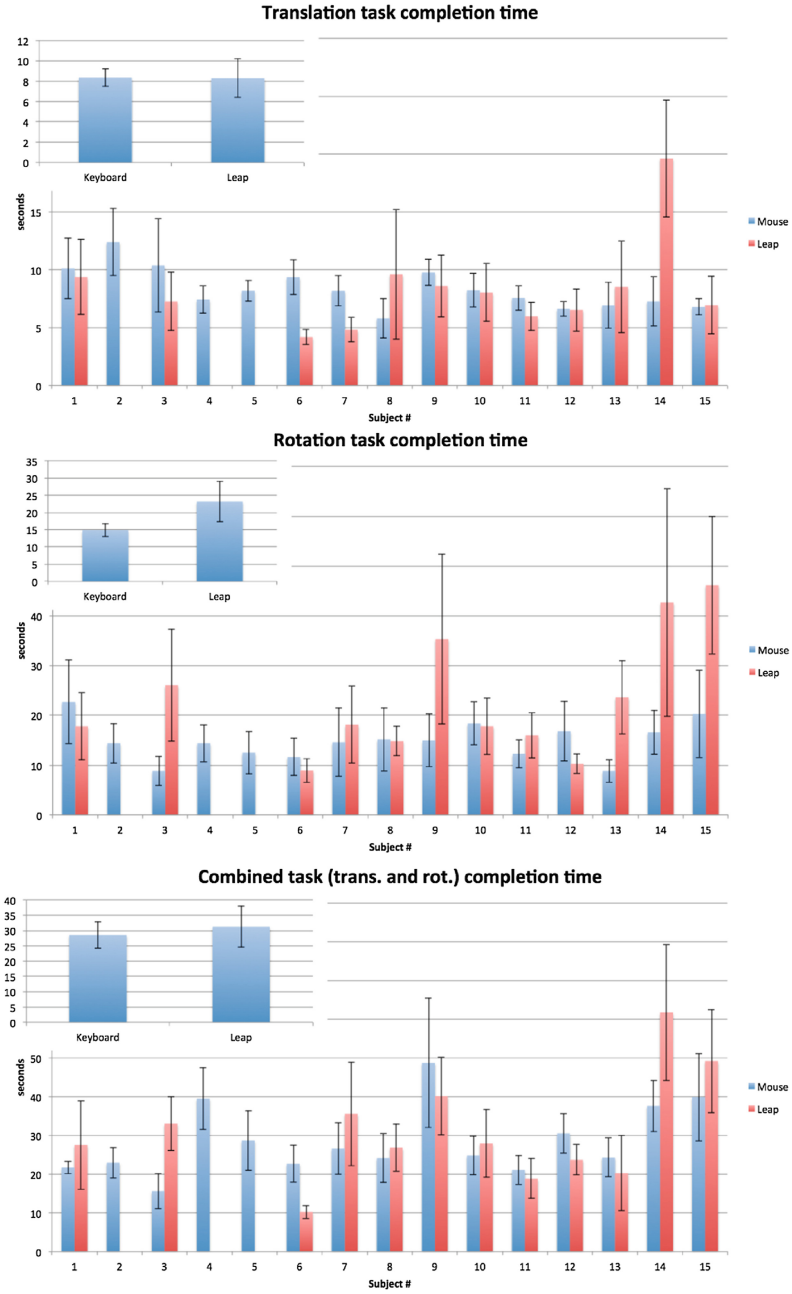 Translation task completion time
12
10
8
6
4
2
0
Keyboard Leap
seconds
15
10
5
0
1 2 3 4 5 6 7 8 9 10 11 12 13 14 15
Subject #
Mouse
Leap
Rotation task completion time
35
30
25
20
15
10
5
0
Keyboard Leap
seconds
40
30
20
10
0
1 2 3 4 5 6 7 8 9 10 11 12 13 14 15
Subject #
Mouse
Leap
Combined task (trans. and rot.) completion time
40
35
30
25
20
15
10
5
0
Keyboard Leap
seconds
50
40
30
20
10
0
1 2 3 4 5 6 7 8 9 10 11 12 13 14 15
Subject #
Mouse
Leap